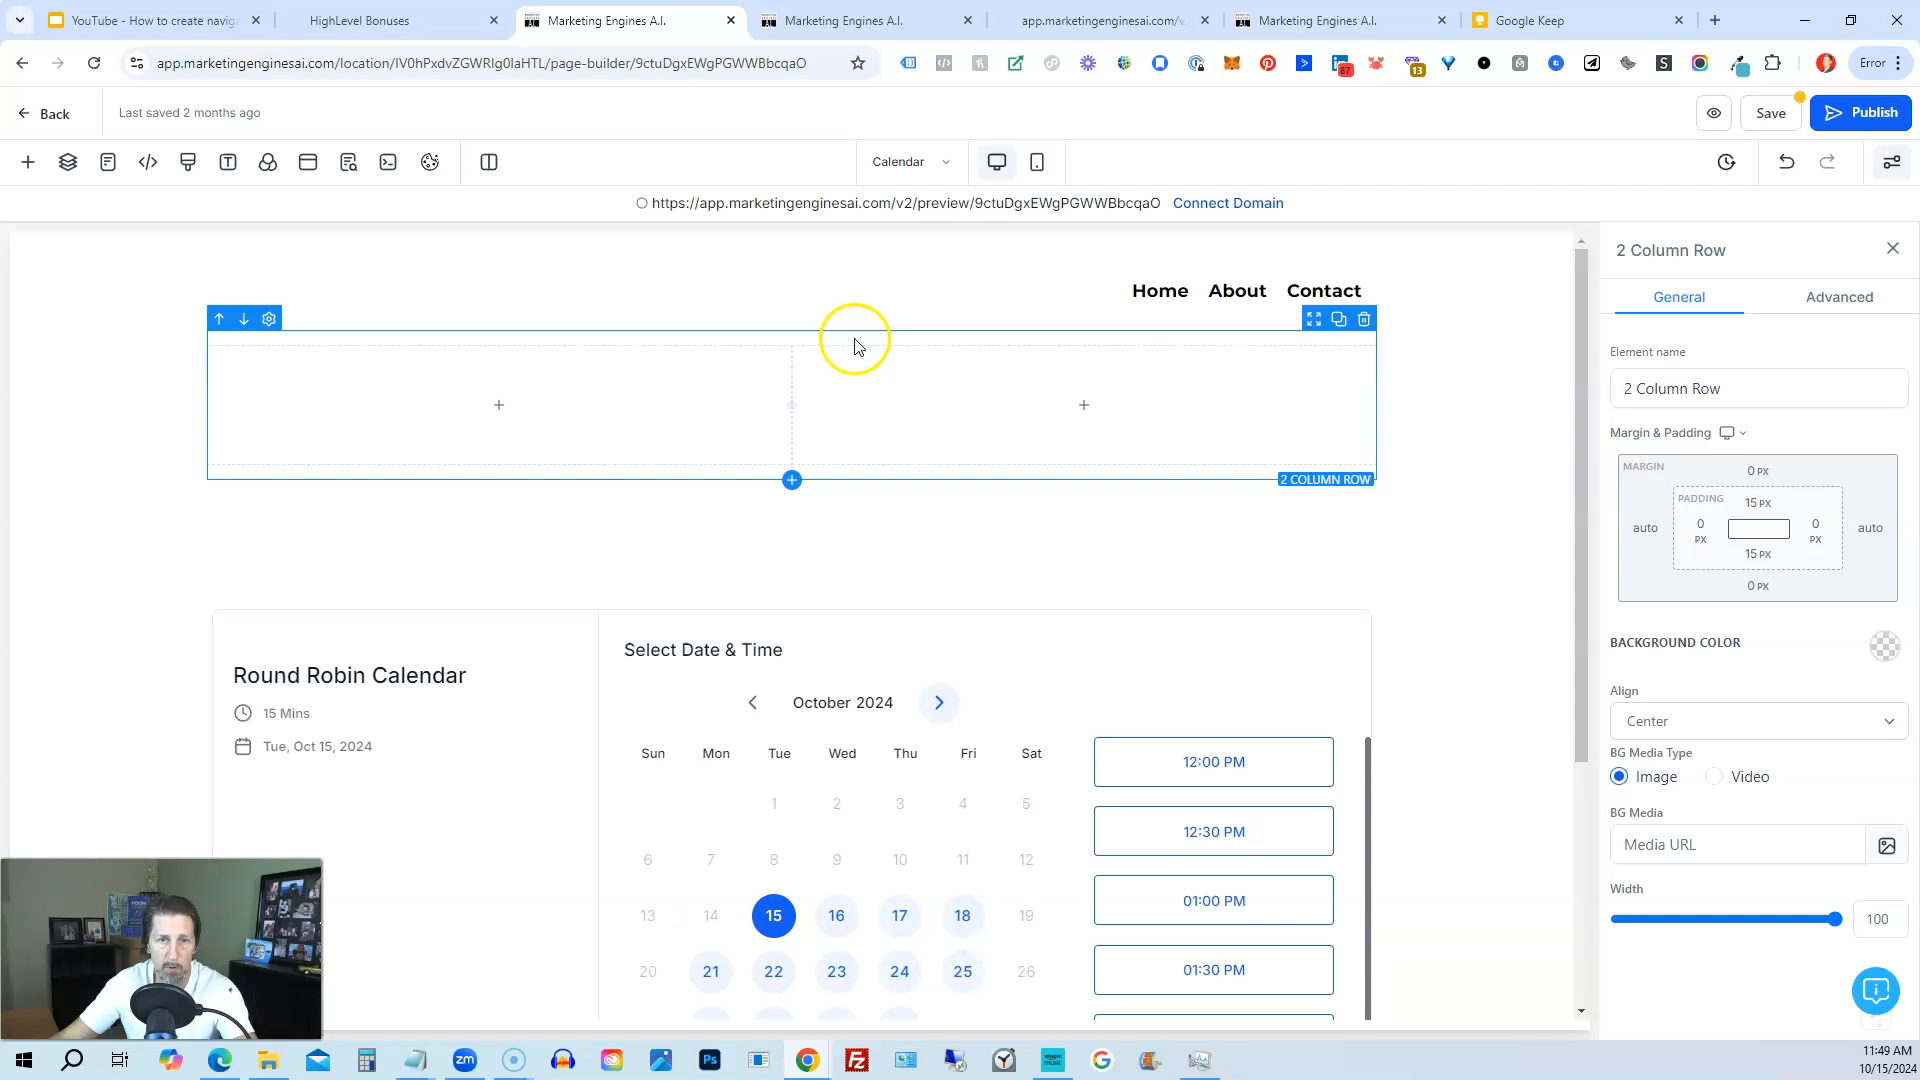 YouTube - How to create navig
HighLevel Bonuses
Marketing Engines A.I.
Marketing Engines A.I.
app.marketingenginesai.com/v
Marketing Engines A.I.
Google Keep
app.marketingenginesai.com/location/lV0hPxdvZGWRlg0laHTL/page-builder/9ctuDgxEWgPGWWBbcqaO
87
13
Error
Back
Last saved 2 months ago
Save
Publish
Calendar
https://app.marketingenginesai.com/v2/preview/9ctuDgxEWgPGWWBbcqaO Connect Domain
Home About Contact
2 COLUMN ROW
Round Robin Calendar
15 Mins
Tue, Oct 15, 2024
Select Date & Time
October 2024
Sun Mon Tue Wed Thu Fri Sat
1 2 3 4 5
6 7 8 9 10 11 12
13 14 15 16 17 18 19
20 21 22 23 24 25 26
12:00 PM
12:30 PM
01:00 PM
01:30 PM
2 Column Row
General Advanced
Element name
2 Column Row
Margin & Padding
MARGIN
0 PX
PADDING
15 PX
auto 0 PX 0 PX auto
15 PX
0 PX
BACKGROUND COLOR
Align
Center
BG Media Type
Image Video
BG Media
Media URL
Width
100
zm
Ps
11:49 AM
10/15/2024